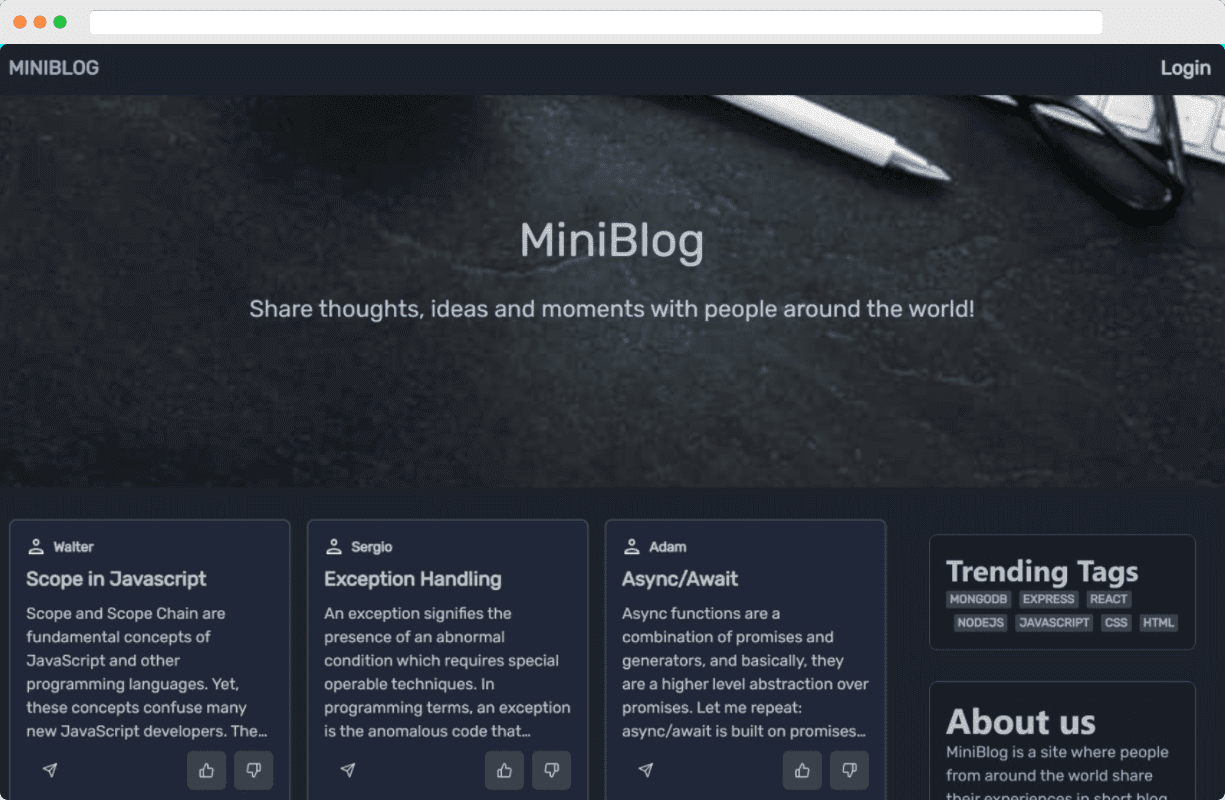 MINIBLOG
Login
MiniBlog
Share thoughts, ideas and moments with people around the world!
Walter
Scope in Javascript
Scope and Scope Chain are
fundamental concepts of
JavaScript and other
programming languages. Yet,
these concepts confuse many
new JavaScript developers. The…
Sergio
Exception Handling
An exception signifies the
presence of an abnormal
condition which requires special
operable techniques. In
programming terms, an exception
is the anomalous code that…
Adam
Async/Await
Async functions are a
combination of promises and
generators, and basically, they
are a higher level abstraction over
promises. Let me repeat:
async/await is built on promises…
Trending Tags
MONGODB EXPRESS REACT
NODEJS JAVASCRIPT CSS HTML
About us
MiniBlog is a site where people
from around the world share
their experiences in short blog